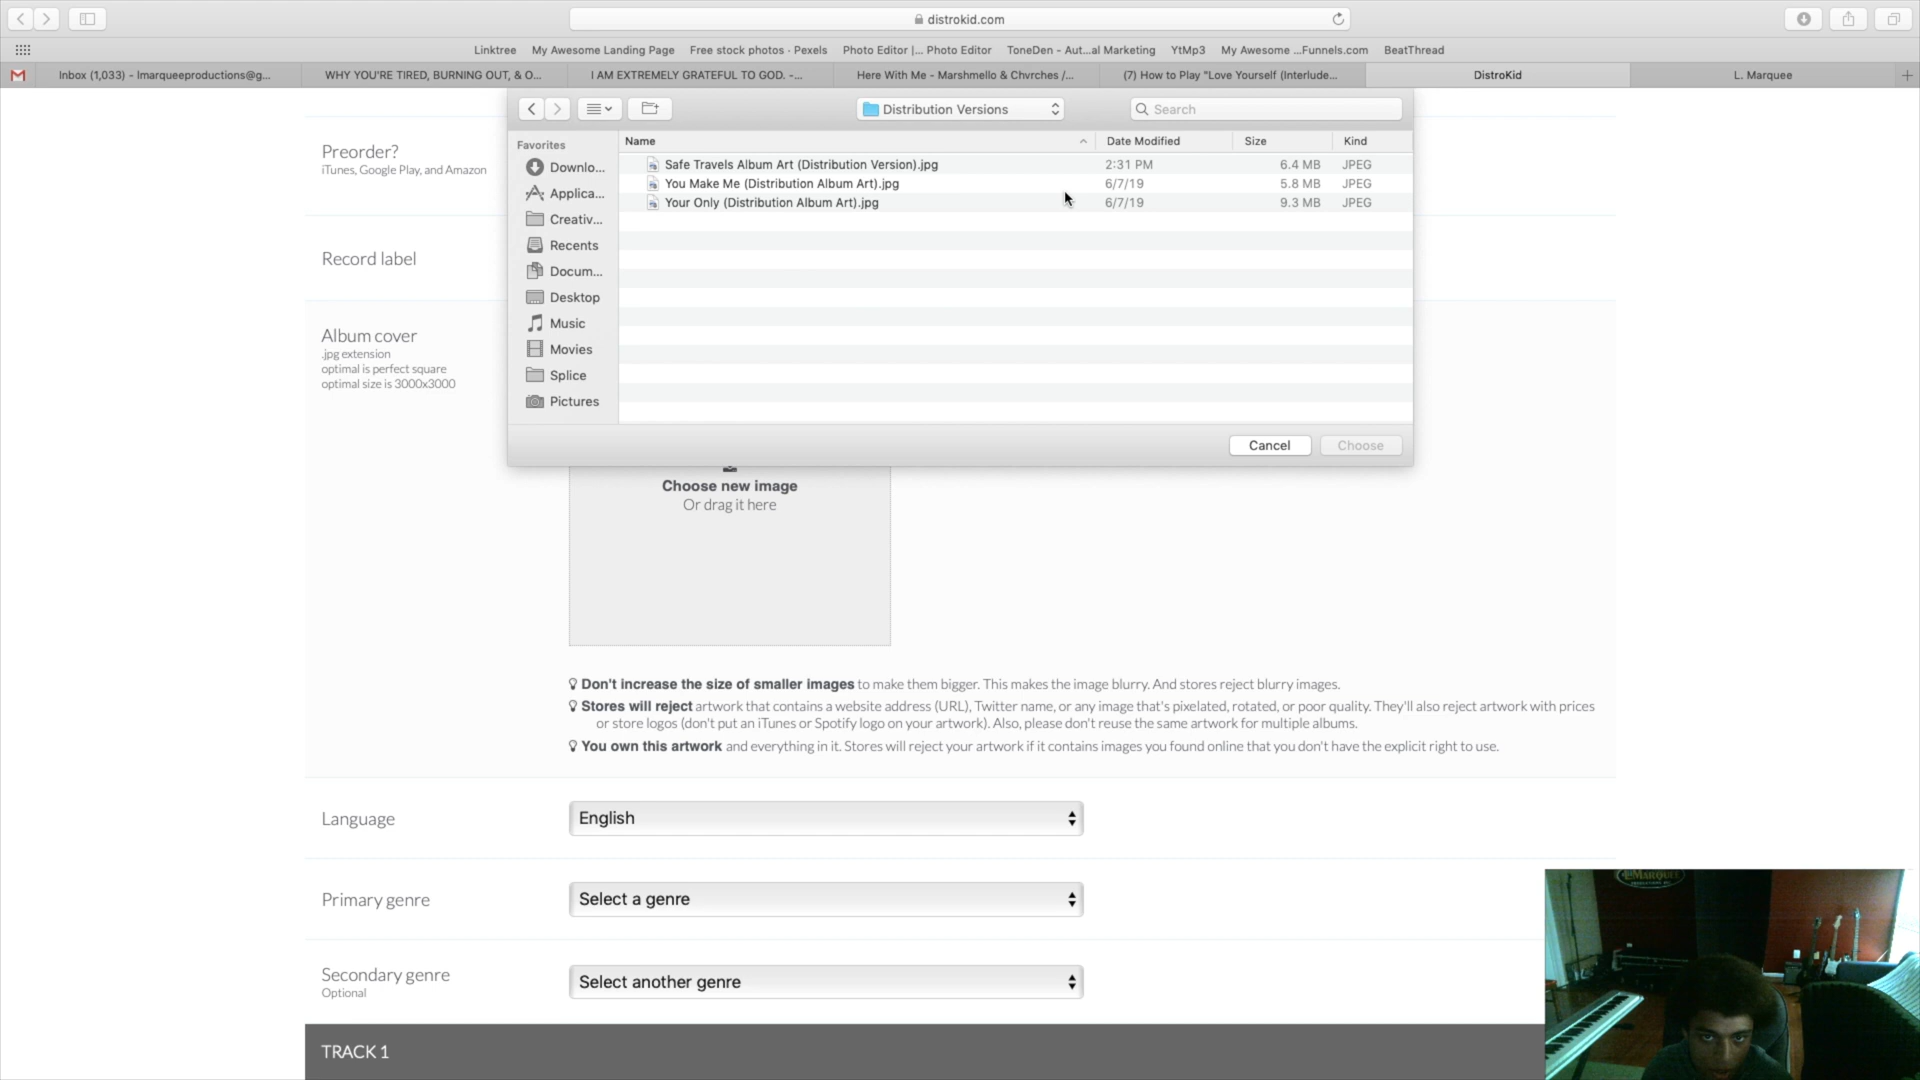 distrokid.com
Linktree My Awesome Landing Page Free stock photos · Pexels Photo Editor |... Photo Editor ToneDen - Aut...al Marketing YtMp3 My Awesome ...Funnels.com BeatThread
Inbox (1,033) - lmarqueeproductions@g... WHY YOU'RE TIRED, BURNING OUT, & O... I AM EXTREMELY GRATEFUL TO GOD. -... Here With Me - Marshmello & Chvrches /... (7) How to Play "Love Yourself (Interlude... DistroKid L. Marquee
Distribution Versions
Search
Favorites
Downlo...
Applica...
Creativ...
Recents
Docum...
Desktop
Music
Movies
Splice
Pictures
Name Date Modified Size Kind
Safe Travels Album Art (Distribution Version).jpg 2:31 PM 6.4 MB JPEG
You Make Me (Distribution Album Art).jpg 6/7/19 5.8 MB JPEG
Your Only (Distribution Album Art).jpg 6/7/19 9.3 MB JPEG
Cancel Choose
Preorder?
iTunes, Google Play, and Amazon
Record label
Album cover
.jpg extension
optimal is perfect square
optimal size is 3000x3000
Choose new image
Or drag it here
Don't increase the size of smaller images to make them bigger. This makes the image blurry. And stores reject blurry images.
Stores will reject artwork that contains a website address (URL), Twitter name, or any image that's pixelated, rotated, or poor quality. They'll also reject artwork with prices
or store logos (don't put an iTunes or Spotify logo on your artwork). Also, please don't reuse the same artwork for multiple albums.
You own this artwork and everything in it. Stores will reject your artwork if it contains images you found online that you don't have the explicit right to use.
Language
English
Primary genre
Select a genre
Secondary genre
Optional
Select another genre
TRACK 1
L MARQUEE